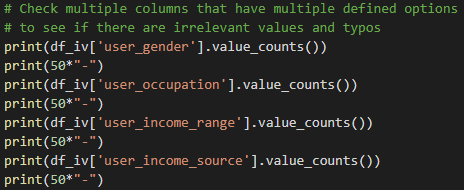 # Check multiple columns that have multiple defined options
# to see if there are irrelevant values and typos
print(df_iv['user_gender'].value_counts())
print(50*"-")
print(df_iv['user_occupation'].value_counts())
print(50*"-")
print(df_iv['user_income_range'].value_counts())
print(50*"-")
print(df_iv['user_income_source'].value_counts())
print(50*"-")